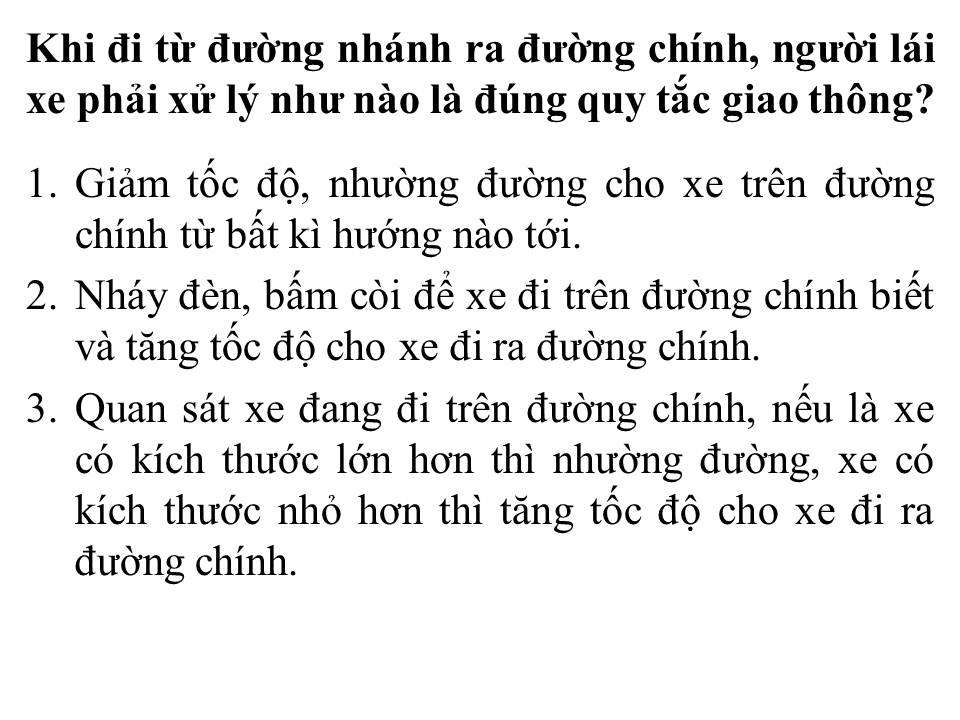 Khi đi từ đường nhánh ra đường chính, người lái
xe phải xử lý như nào là đúng quy tắc giao thông?
1. Giảm tốc độ, nhường đường cho xe trên đường
chính từ bất kì hướng nào tới.
2. Nháy đèn, bấm còi để xe đi trên đường chính biết
và tăng tốc độ cho xe đi ra đường chính.
3. Quan sát xe đang đi trên đường chính, nếu là xe
có kích thước lớn hơn thì nhường đường, xe có
kích thước nhỏ hơn thì tăng tốc độ cho xe đi ra
đường chính.